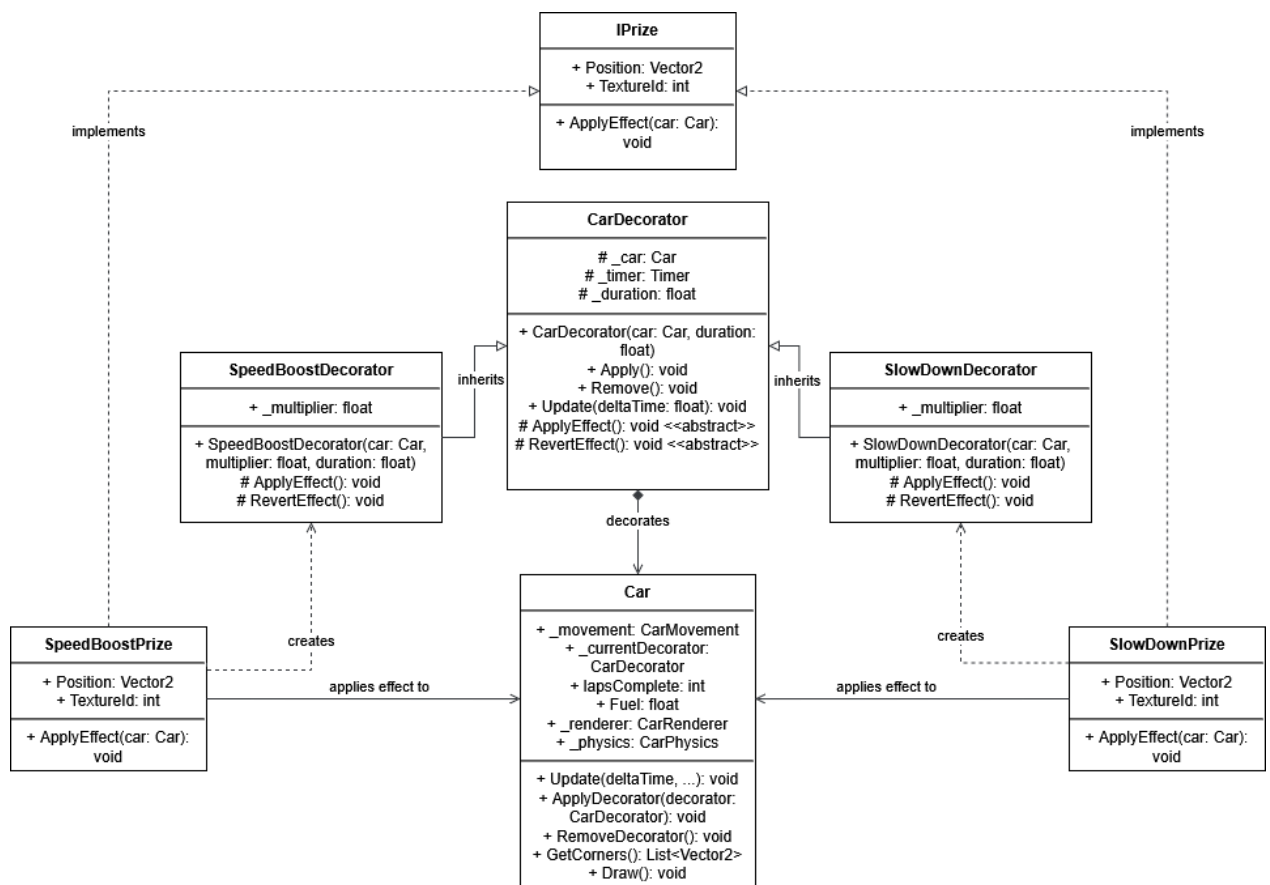 IPrize
+ Position: Vector2
+ TextureId: int
+ ApplyEffect(car: Car):
void
implements
implements
CarDecorator
# _car: Car
# _timer: Timer
# _duration: float
+ CarDecorator(car: Car, duration:
float)
+ Apply(): void
+ Remove(): void
+ Update(deltaTime: float): void
# ApplyEffect(): void <<abstract>>
# RevertEffect(): void <<abstract>>
SpeedBoostDecorator
+ _multiplier: float
+ SpeedBoostDecorator(car: Car,
multiplier: float, duration: float)
# ApplyEffect(): void
# RevertEffect(): void
inherits
inherits
SlowDownDecorator
+ _multiplier: float
+ SlowDownDecorator(car: Car,
multiplier: float, duration: float)
# ApplyEffect(): void
# RevertEffect(): void
decorates
creates
creates
SpeedBoostPrize
+ Position: Vector2
+ TextureId: int
+ ApplyEffect(car: Car):
void
applies effect to
Car
+ _movement: CarMovement
+ _currentDecorator:
CarDecorator
+ lapsComplete: int
+ Fuel: float
+ _renderer: CarRenderer
+ _physics: CarPhysics
+ Update(deltaTime, ...): void
+ ApplyDecorator(decorator:
CarDecorator): void
+ RemoveDecorator(): void
+ GetCorners(): List<Vector2>
+ Draw(): void
applies effect to
SlowDownPrize
+ Position: Vector2
+ TextureId: int
+ ApplyEffect(car: Car):
void